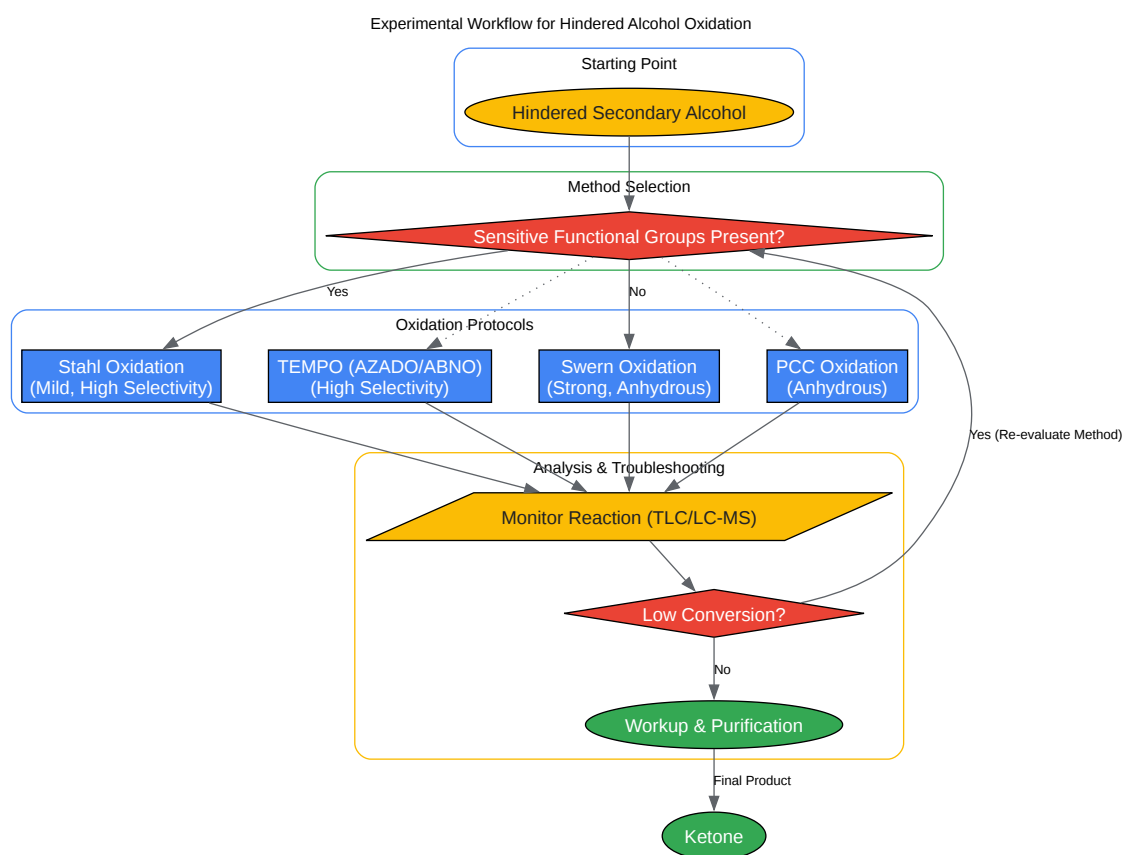 Experimental Workflow for Hindered Alcohol Oxidation
Starting Point
Hindered Secondary Alcohol
Method Selection
Sensitive Functional Groups Present?
Yes
No
Oxidation Protocols
Stahl Oxidation
(Mild, High Selectivity)
TEMPO (AZADO/ABNO)
(High Selectivity)
Swern Oxidation
(Strong, Anhydrous)
PCC Oxidation
(Anhydrous)
Yes (Re-evaluate Method)
Analysis & Troubleshooting
Monitor Reaction (TLC/LC-MS)
Low Conversion?
No
Workup & Purification
Final Product
Ketone